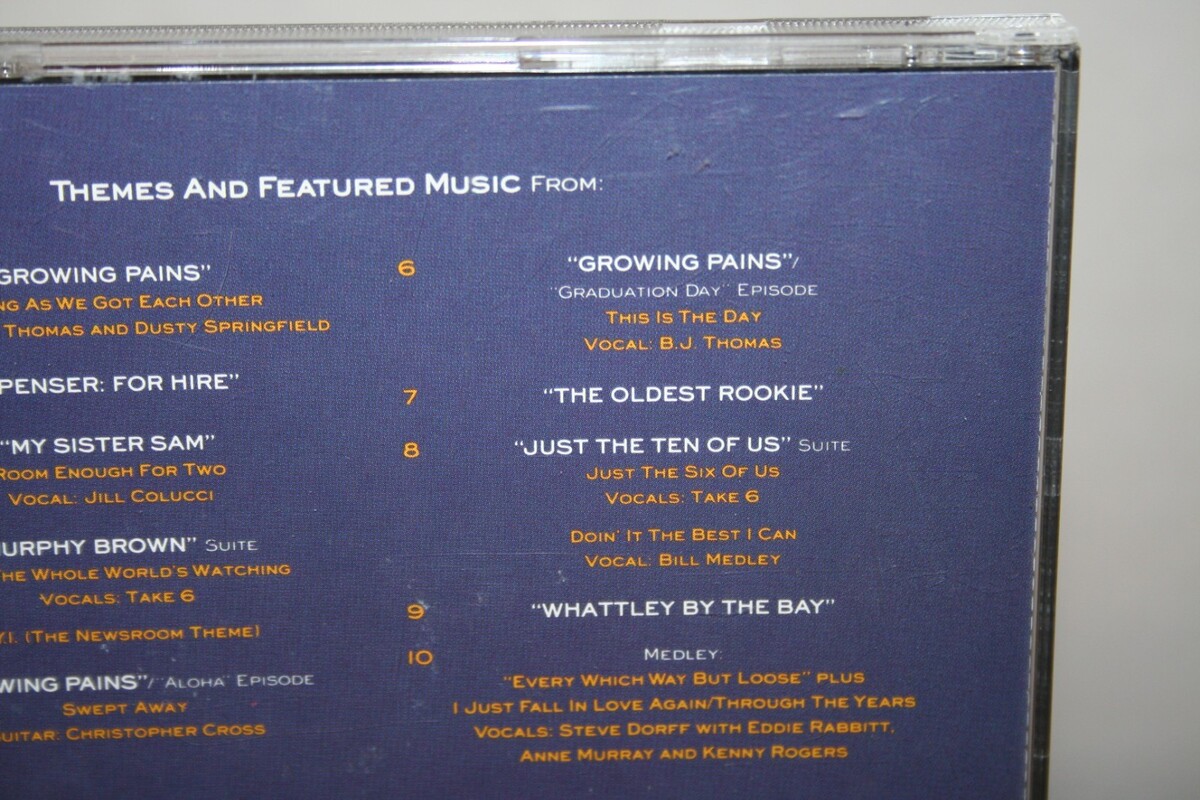 THEMES AND FEATURED MUSIC FROM:
GROWING PAINS"
AS WE GOT EACH OTHER
THOMAS AND DUSTY SPRINGFIELD
PENSER: FOR HIRE"
"MY SISTER SAM"
ROOM ENOUGH FOR TWO
VOCAL: JILL COLUCCI
URPHY BROWN" SUITE
THE WHOLE WORLD'S WATCHING
VOCALS: TAKE 6
Y.I. (THE NEWSROOM THEME)
WING PAINS"/"ALOHA" EPISODE
SWEPT AWAY
GUITAR: CHRISTOPHER CROSS
6 "GROWING PAINS"/
"GRADUATION DAY" EPISODE
THIS IS THE DAY
VOCAL: B.J. THOMAS
7 "THE OLDEST ROOKIE"
8 "JUST THE TEN OF US" SUITE
JUST THE SIX OF US
VOCALS: TAKE 6
DOIN' IT THE BEST I CAN
VOCAL: BILL MEDLEY
9 "WHATTLEY BY THE BAY"
10 MEDLEY:
"EVERY WHICH WAY BUT LOOSE" PLUS
I JUST FALL IN LOVE AGAIN/THROUGH THE YEARS
VOCALS: STEVE DORFF WITH EDDIE RABBITT,
ANNE MURRAY AND KENNY ROGERS